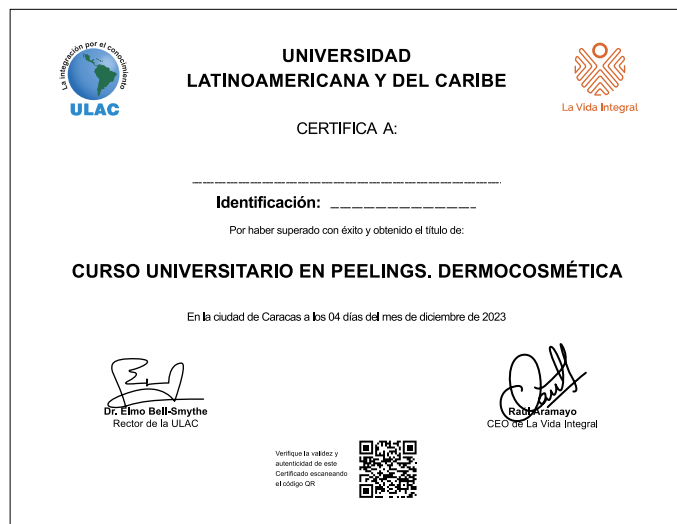 La integración por el conocimiento
ULAC
UNIVERSIDAD
LATINOAMERICANA Y DEL CARIBE
La Vida Integral
CERTIFICA A:
Identificación:
Por haber superado con éxito y obtenido el título de:
CURSO UNIVERSITARIO EN PEELINGS. DERMOCOSMÉTICA
En la ciudad de Caracas a los 04 días del mes de diciembre de 2023
Dr. Elmo Bell-Smythe
Rector de la ULAC
Raúl Aramayo
CEO de La Vida Integral
Verifique la validez y
autenticidad de este
Certificado escaneando
el código QR